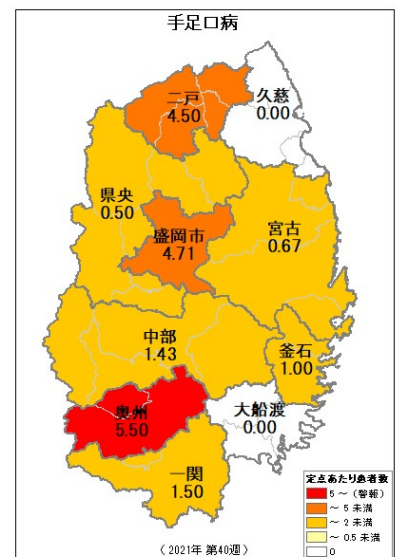 手足口病
二戸
4.50
久慈
0.00
県央
0.50
盛岡市
4.71
宮古
0.67
中部
1.43
釜石
1.00
奥州
5.50
大船渡
0.00
一関
1.50
定点あたり患者数
5 ～ (警報)
～ 5 未満
～ 2 未満
～ 0.5 未満
0
( 2021年 第40週 )